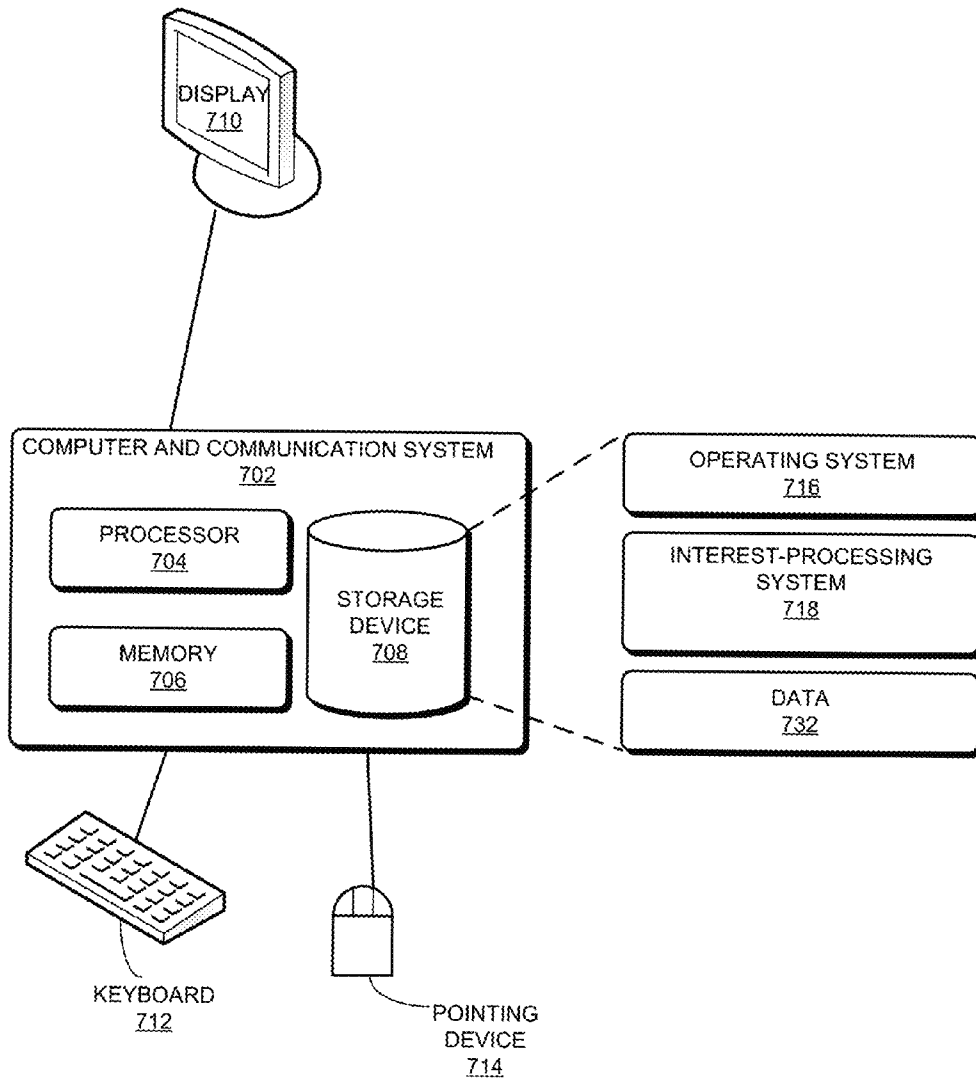 DISPLAY
710
COMPUTER AND COMMUNICATION SYSTEM
702
PROCESSOR
704
MEMORY
706
STORAGE
DEVICE
708
OPERATING SYSTEM
716
INTEREST-PROCESSING
SYSTEM
718
DATA
732
KEYBOARD
712
POINTING
DEVICE
714